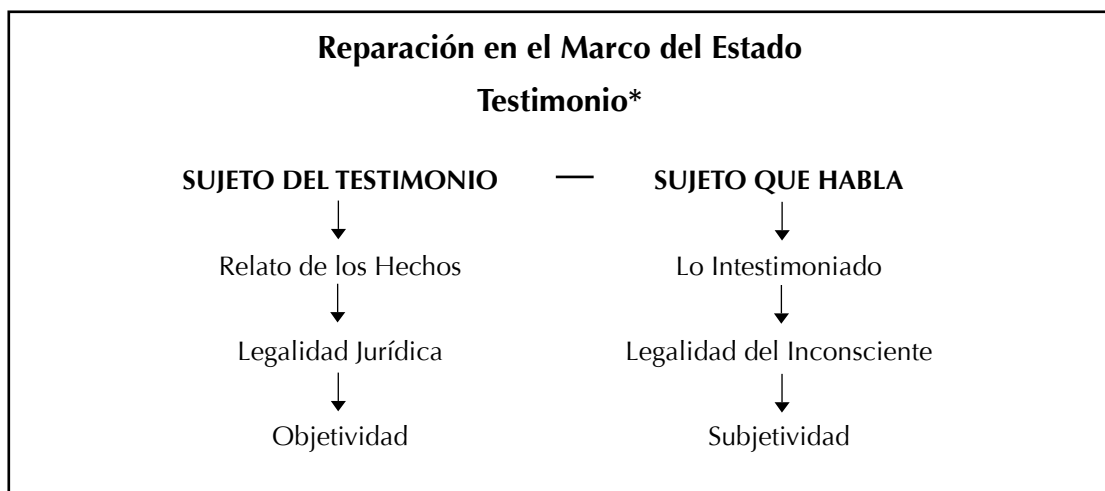 Reparación en el Marco del Estado
Testimonio*
SUJETO DEL TESTIMONIO — SUJETO QUE HABLA
Relato de los Hechos Lo Intestimoniado
Legalidad Jurídica Legalidad del Inconsciente
Objetividad Subjetividad